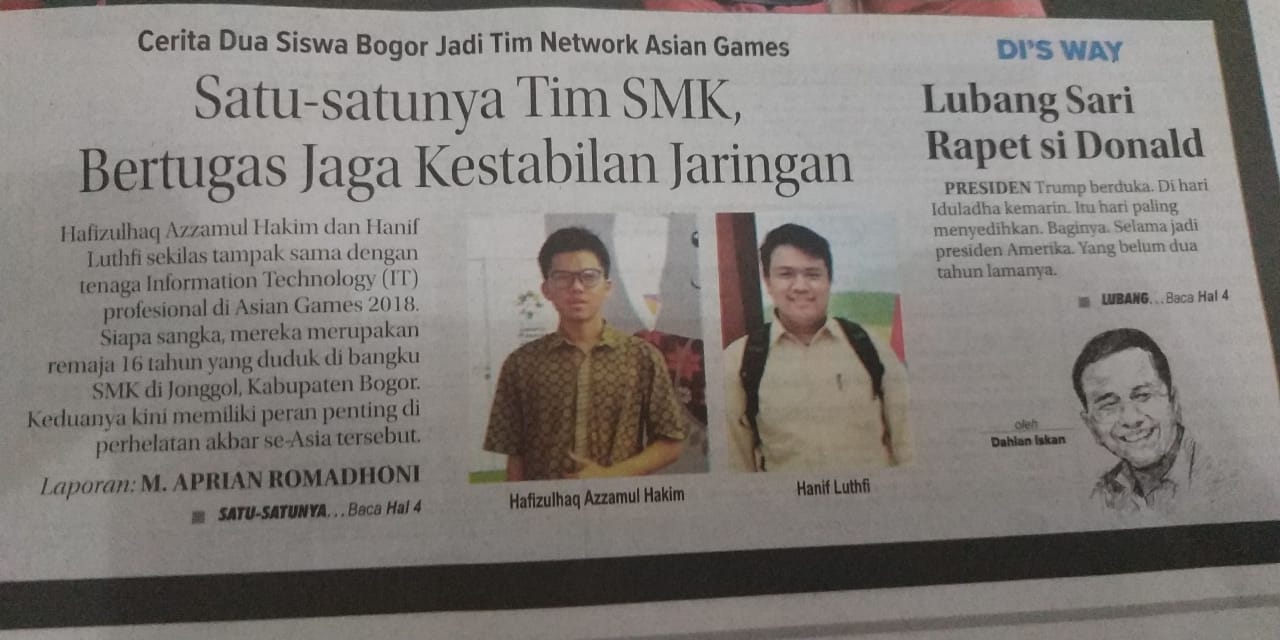 Cerita Dua Siswa Bogor Jadi Tim Network Asian Games
Satu-satunya Tim SMK,
Bertugas Jaga Kestabilan Jaringan
Hafizulhaq Azzamul Hakim dan Hanif
Luthfi sekilas tampak sama dengan
tenaga Information Technology (IT)
profesional di Asian Games 2018.
Siapa sangka, mereka merupakan
remaja 16 tahun yang duduk di bangku
SMK di Jonggol, Kabupaten Bogor.
Keduanya kini memiliki peran penting di
perhelatan akbar se-Asia tersebut.
Laporan: M. APRIAN ROMADHONI
SATU-SATUNYA...Baca Hal 4
Hafizulhaq Azzamul Hakim
Hanif Luthfi
DI'S WAY
Lubang Sari
Rapet si Donald
PRESIDEN Trump berduka. Di hari
Iduladha kemarin. Itu hari paling
menyedihkan. Baginya. Selama jadi
presiden Amerika. Yang belum dua
tahun lamanya.
LUBANG...Baca Hal 4
oleh
Dahlan Iskan